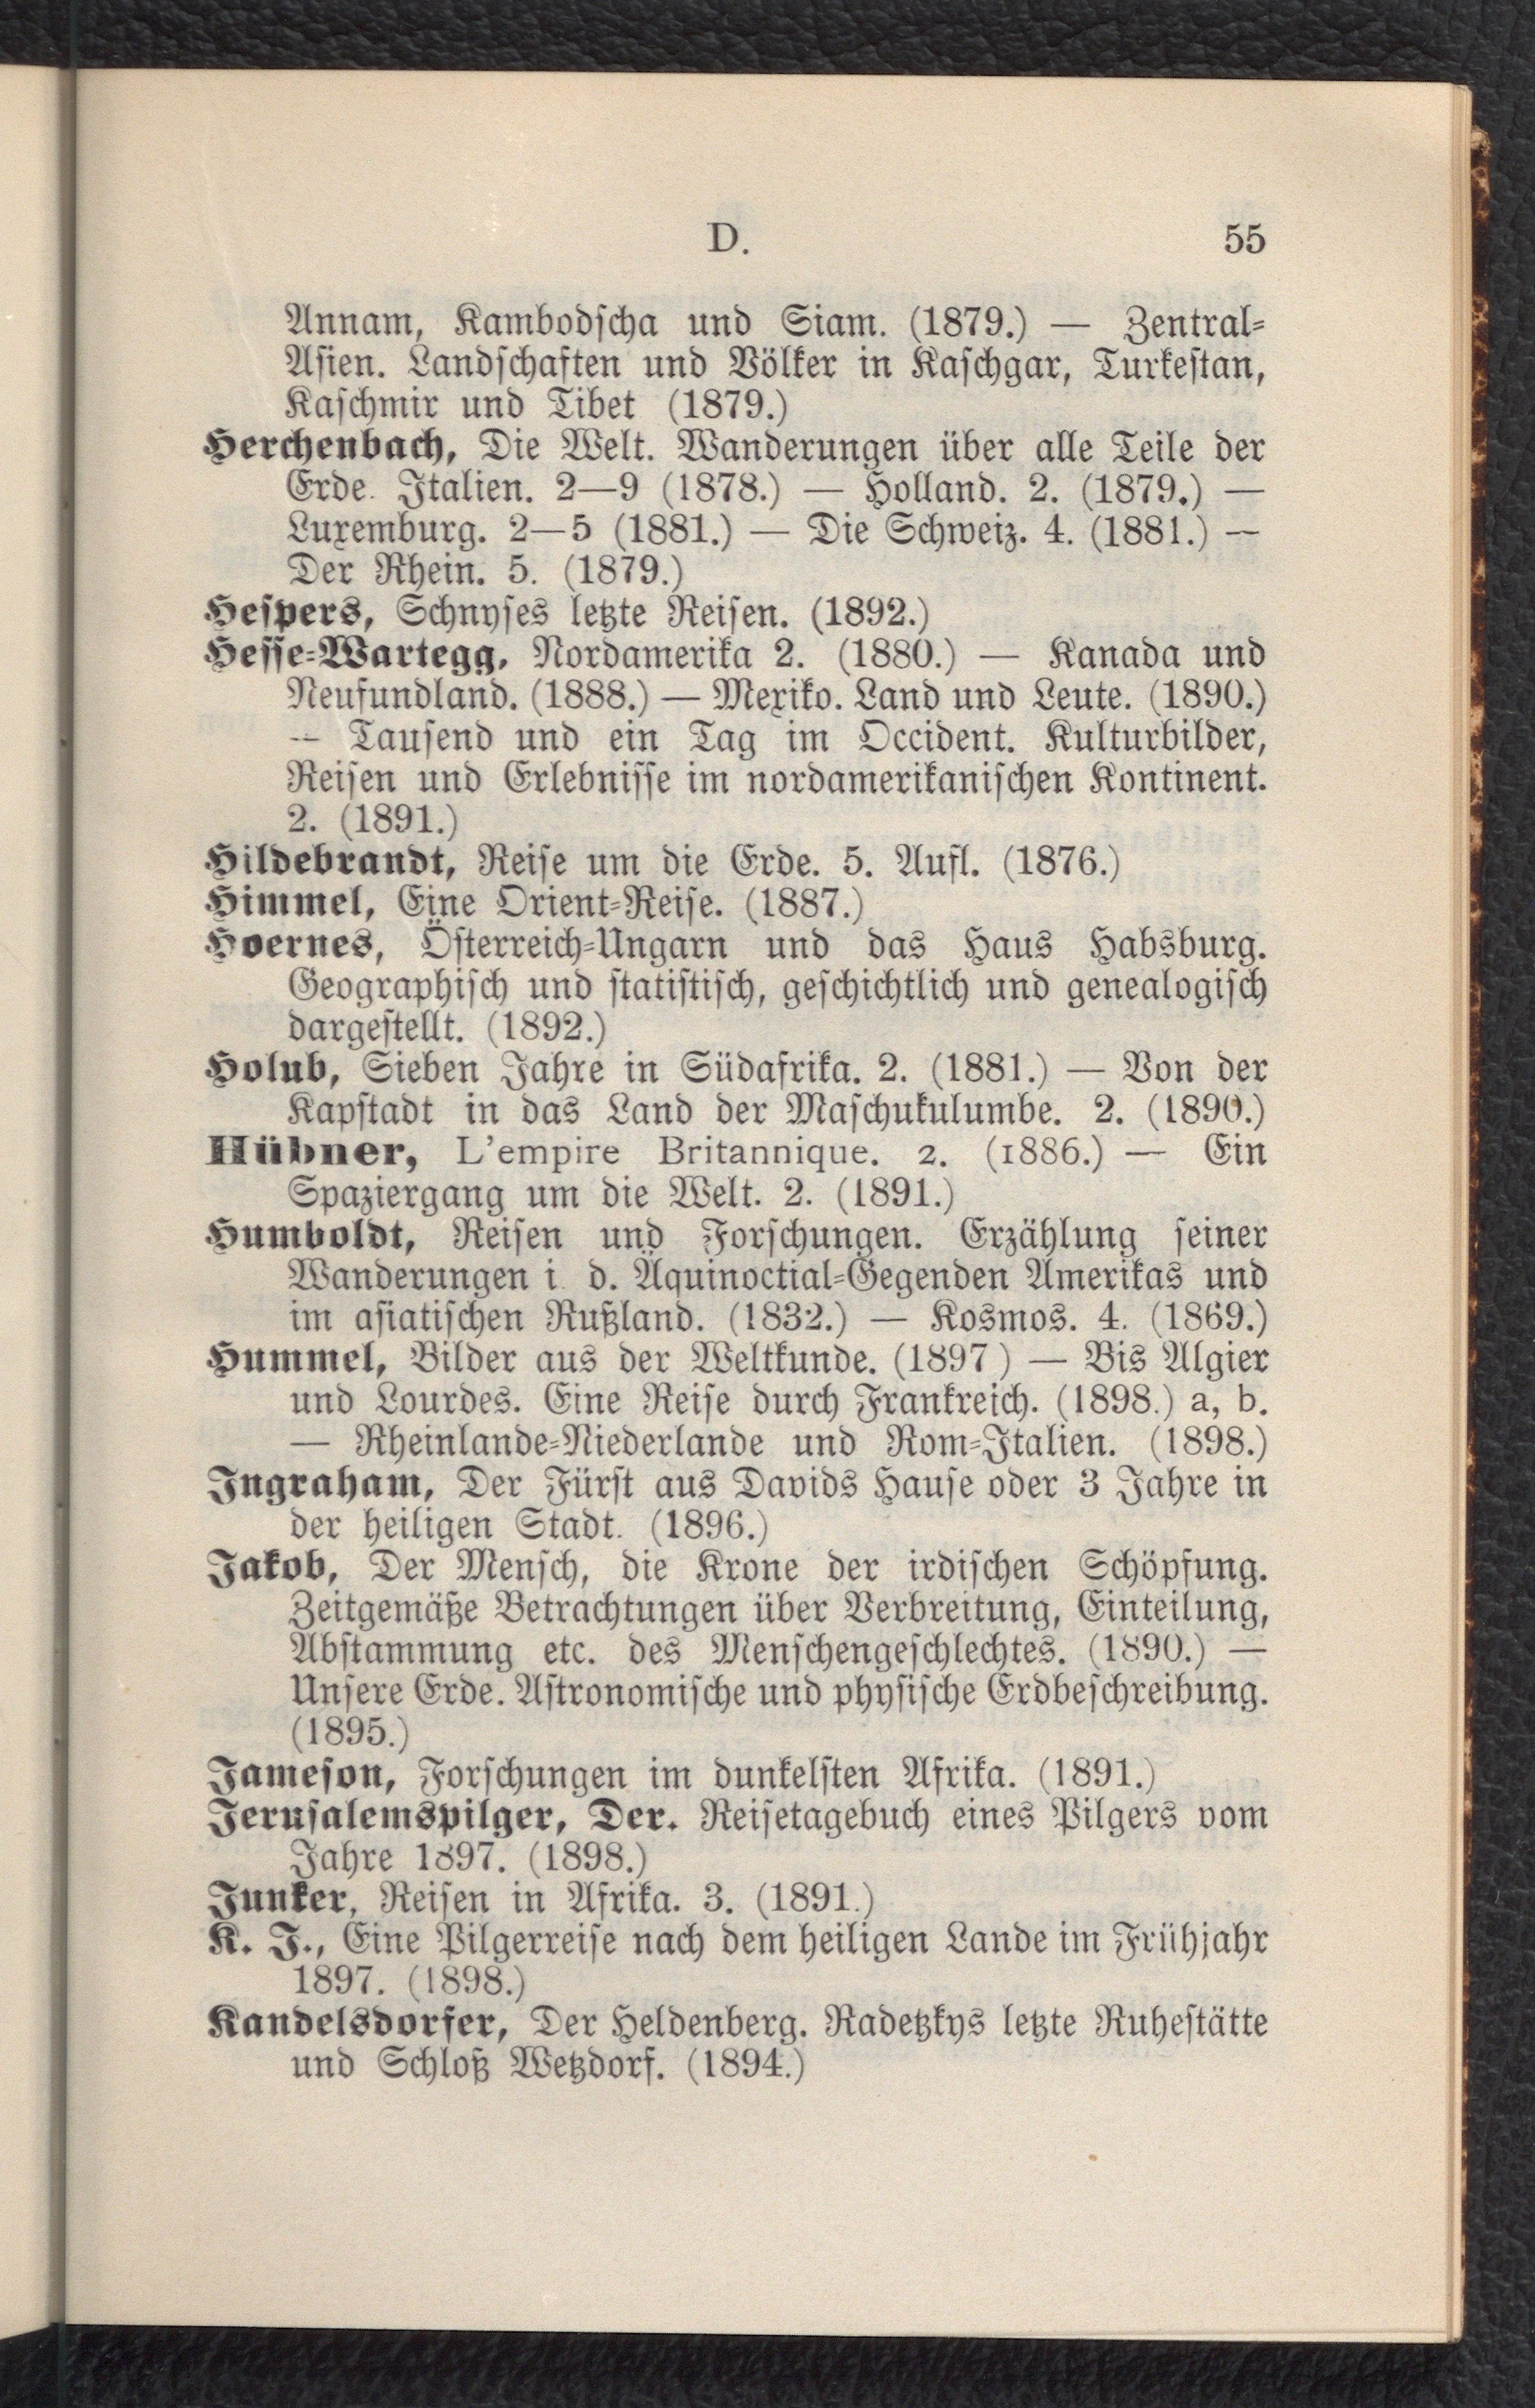 D. 55
Annam, Kambodscha und Siam. (1879.) — Zentral-
Asien. Landschaften und Völker in Kaschgar, Turkestan,
Kaschmir und Tibet (1879.)
Herchenbach, Die Welt. Wanderungen über alle Teile der
Erde. Italien. 2—9 (1878.) — Holland. 2. (1879.) —
Luxemburg. 2—5 (1881.) — Die Schweiz. 4. (1881.) —
Der Rhein. 5. (1879.)
Hespers, Schnyses letzte Reisen. (1892.)
Hesse-Wartegg, Nordamerika 2. (1880.) — Kanada und
Neufundland. (1888.) — Mexiko. Land und Leute. (1890.)
— Tausend und ein Tag im Occident. Kulturbilder,
Reisen und Erlebnisse im nordamerikanischen Kontinent.
2. (1891.)
Hildebrandt, Reise um die Erde. 5. Aufl. (1876.)
Himmel, Eine Orient-Reise. (1887.)
Hoernes, Österreich-Ungarn und das Haus Habsburg.
Geographisch und statistisch, geschichtlich und genealogisch
dargestellt. (1892.)
Holub, Sieben Jahre in Südafrika. 2. (1881.) — Von der
Kapstadt in das Land der Maschukulumbe. 2. (1890.)
Hübner, L'empire Britannique. 2. (1886.) — Ein
Spaziergang um die Welt. 2. (1891.)
Humboldt, Reisen und Forschungen. Erzählung seiner
Wanderungen i. d. Äquinoctial-Gegenden Amerikas und
im asiatischen Rußland. (1832.) — Kosmos. 4. (1869.)
Hummel, Bilder aus der Weltkunde. (1897) — Bis Algier
und Lourdes. Eine Reise durch Frankreich. (1898.) a, b.
— Rheinlande-Niederlande und Rom-Italien. (1898.)
Ingraham, Der Fürst aus Davids Hause oder 3 Jahre in
der heiligen Stadt. (1896.)
Jakob, Der Mensch, die Krone der irdischen Schöpfung.
Zeitgemäße Betrachtungen über Verbreitung, Einteilung,
Abstammung etc. des Menschengeschlechtes. (1890.) —
Unsere Erde. Astronomische und physische Erdbeschreibung.
(1895.)
Jameson, Forschungen im dunkelsten Afrika. (1891.)
Jerusalemspilger, Der. Reisetagebuch eines Pilgers vom
Jahre 1897. (1898.)
Junker, Reisen in Afrika. 3. (1891.)
K. J., Eine Pilgerreise nach dem heiligen Lande im Frühjahr
1897. (1898.)
Kandelsdorfer, Der Heldenberg. Radetzkys letzte Ruhestätte
und Schloß Wetzdorf. (1894.)